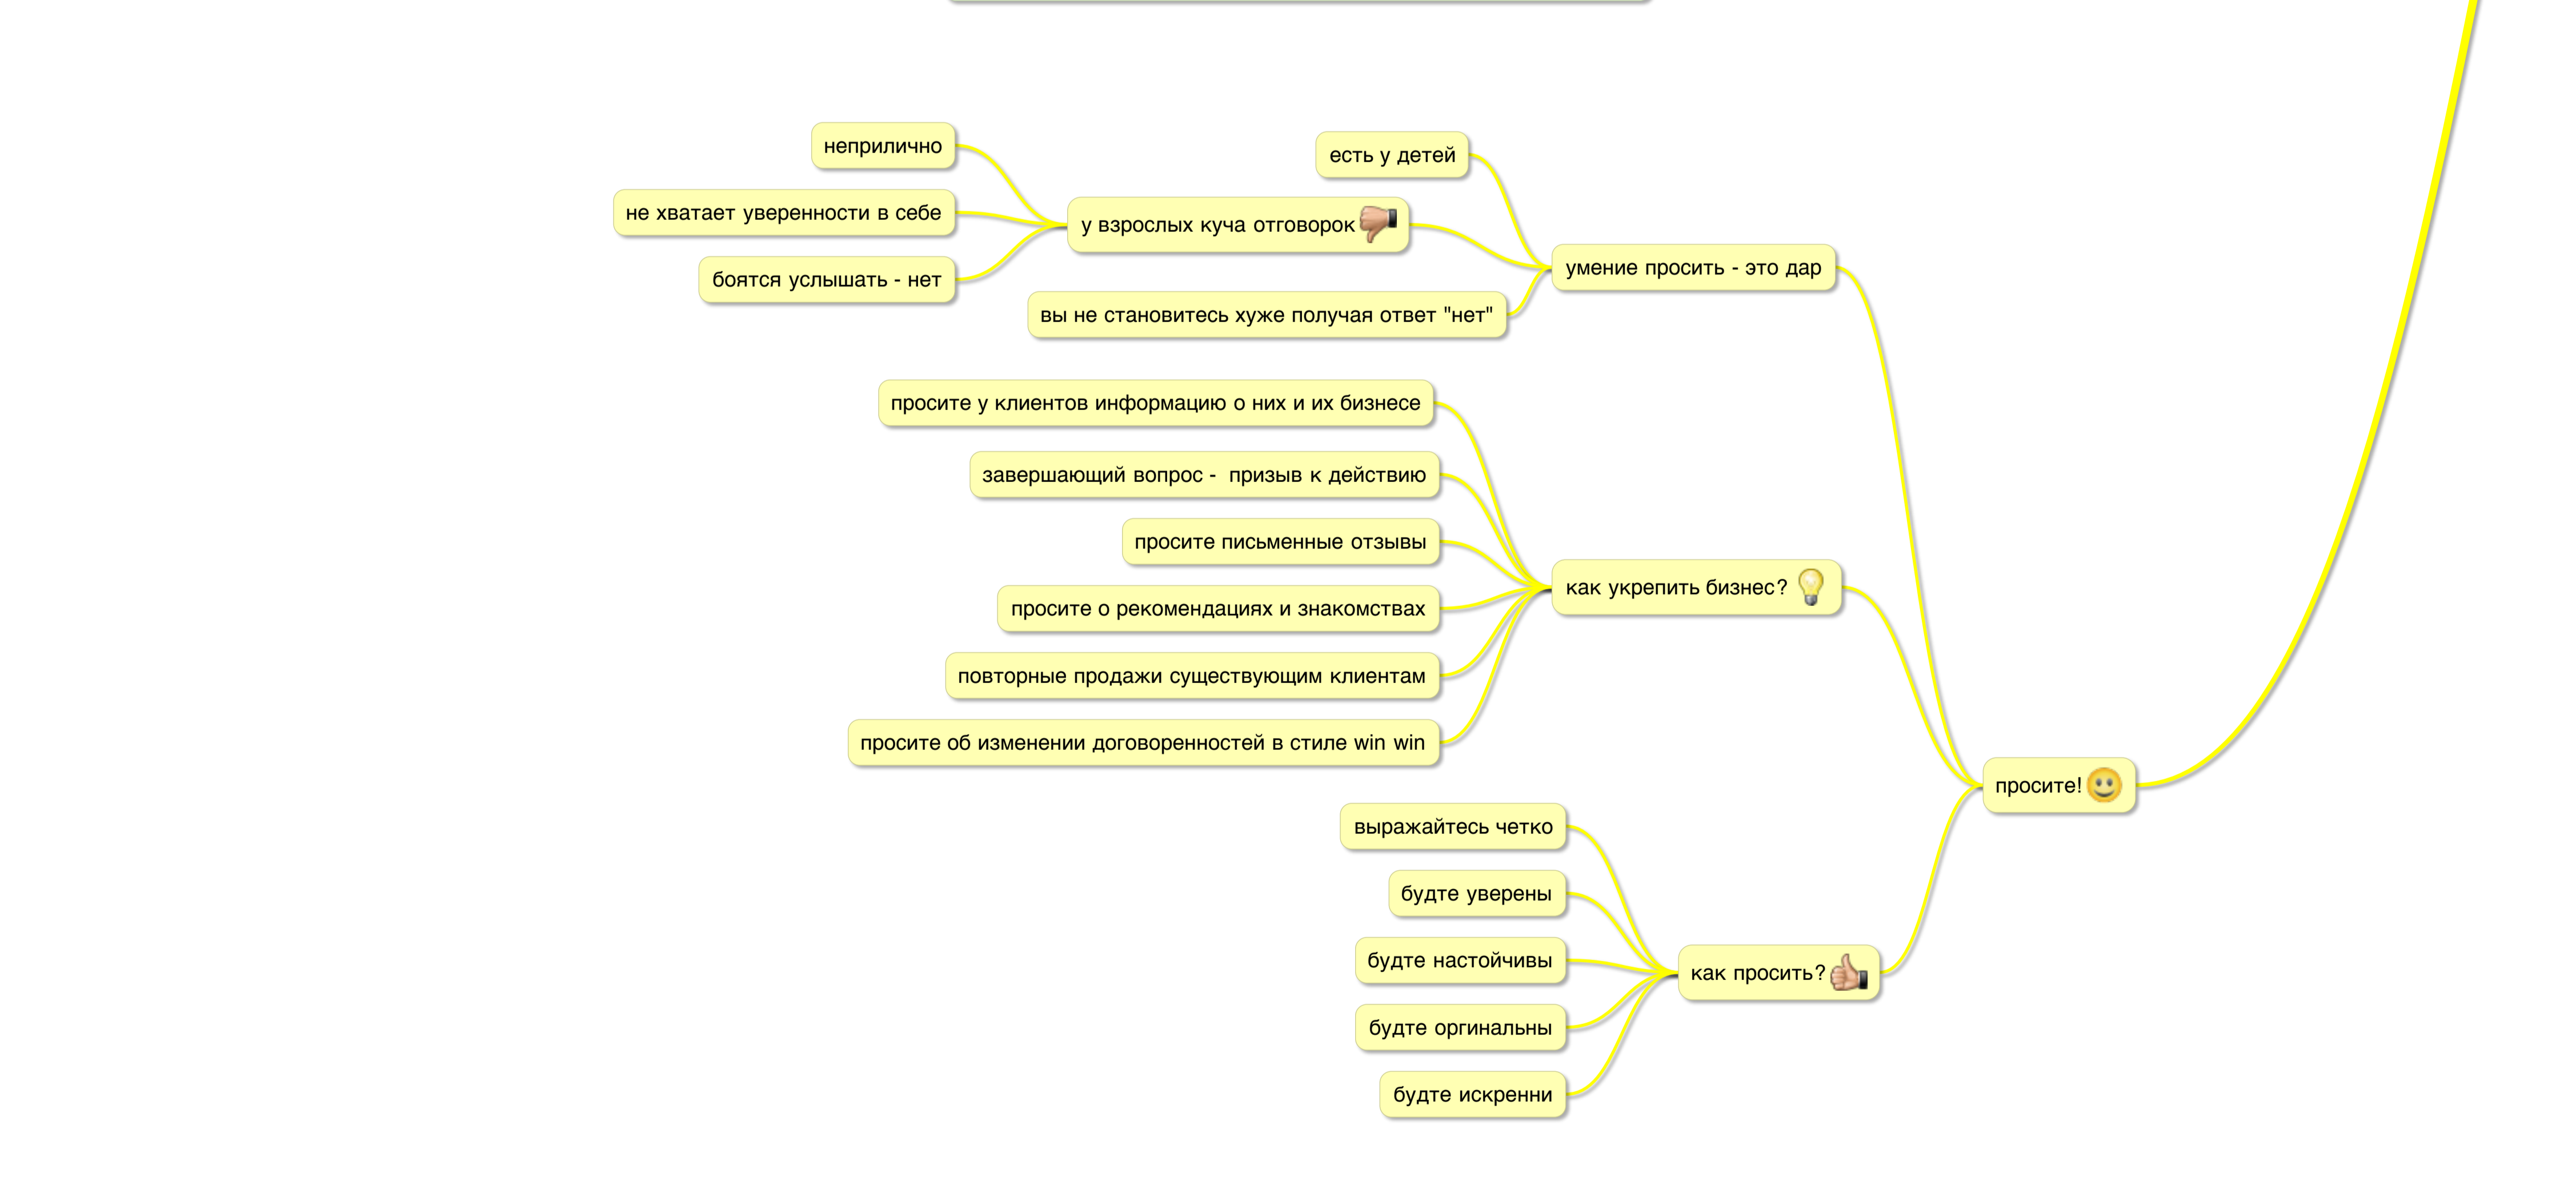 неприлично
не хватает уверенности в себе
боятся услышать - нет
есть у детей
у взрослых куча отговорок
вы не становитесь хуже получая ответ "нет"
умение просить - это дар
просите у клиентов информацию о них и их бизнесе
завершающий вопрос -  призыв к действию
просите письменные отзывы
просите о рекомендациях и знакомствах
повторные продажи существующим клиентам
просите об изменении договоренностей в стиле win win
как укрепить бизнес?
просите!
выражайтесь четко
будте уверены
будте настойчивы
будте оргинальны
будте искренни
как просить?